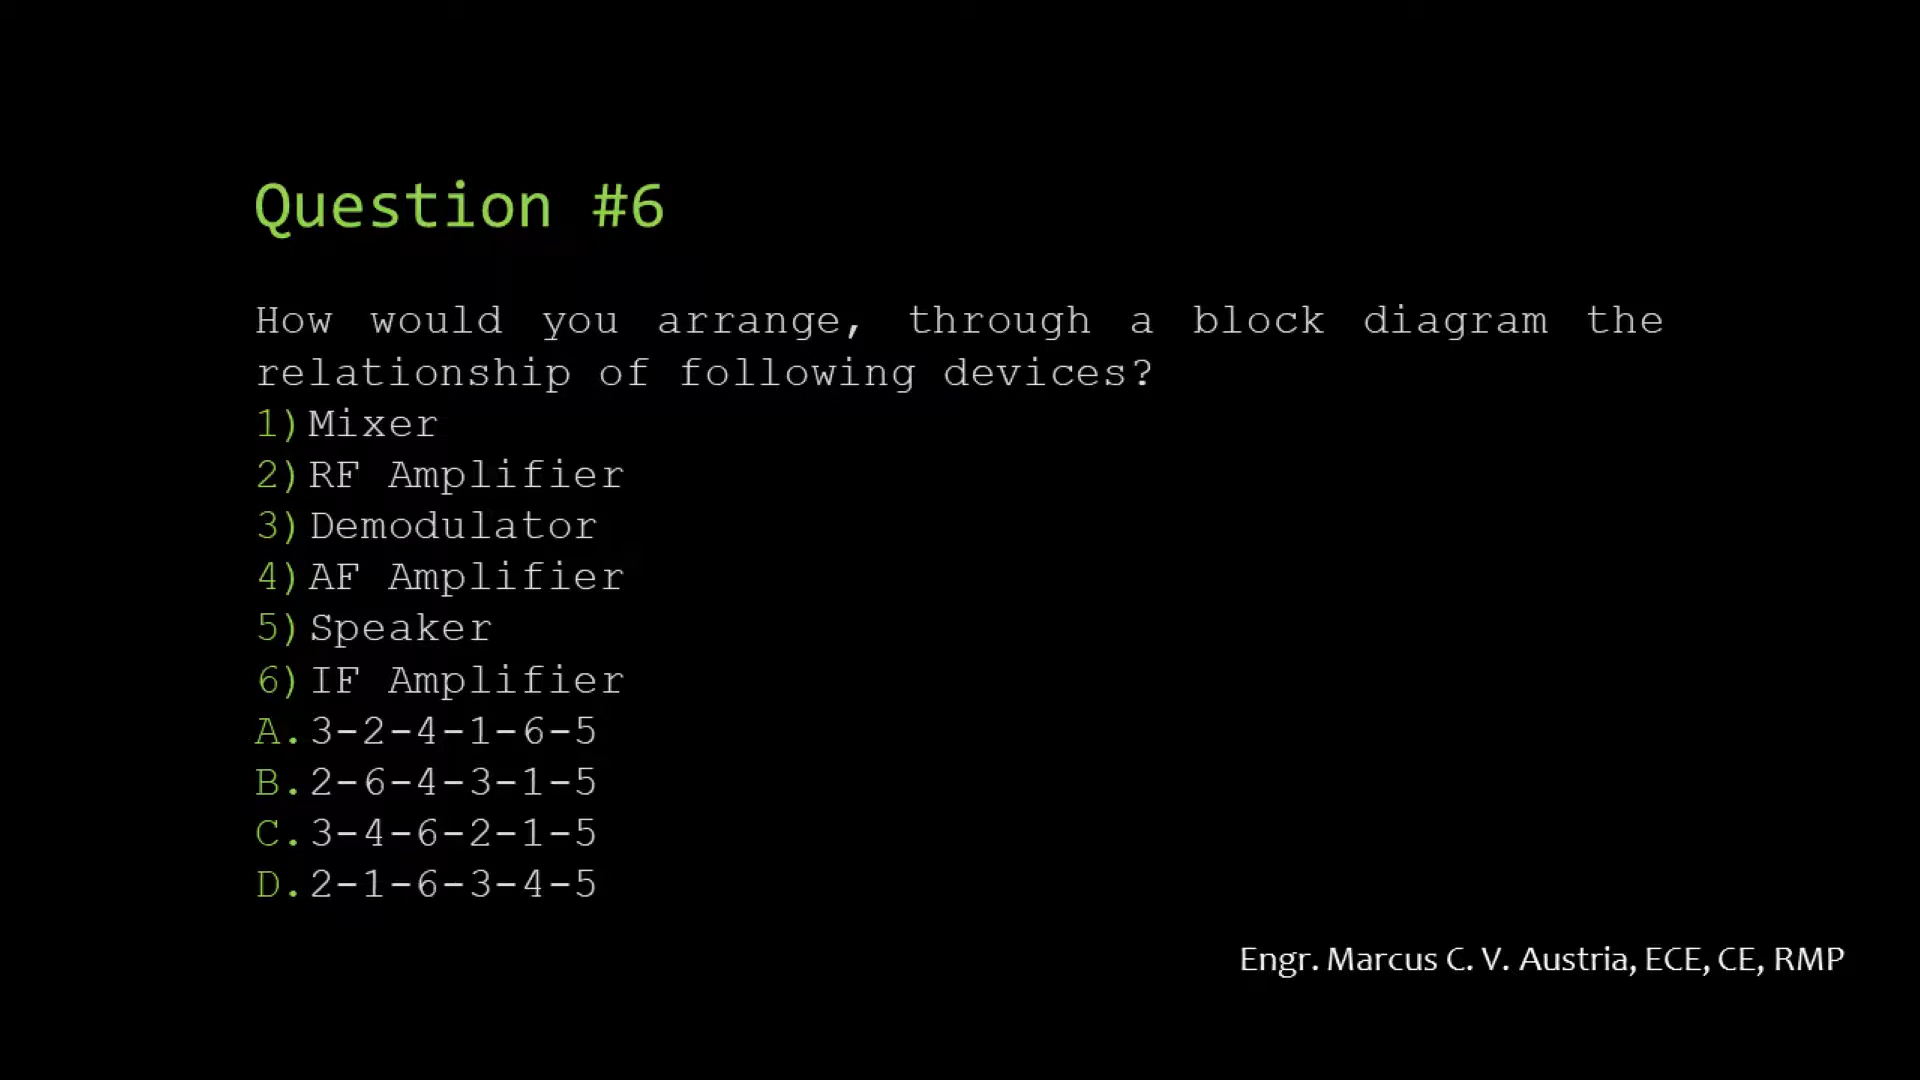 Question #6
How would you arrange, through a block diagram the
relationship of following devices?
1) Mixer
2) RF Amplifier
3) Demodulator
4) AF Amplifier
5) Speaker
6) IF Amplifier
A. 3-2-4-1-6-5
B. 2-6-4-3-1-5
C. 3-4-6-2-1-5
D. 2-1-6-3-4-5
Engr. Marcus C. V. Austria, ECE, CE, RMP